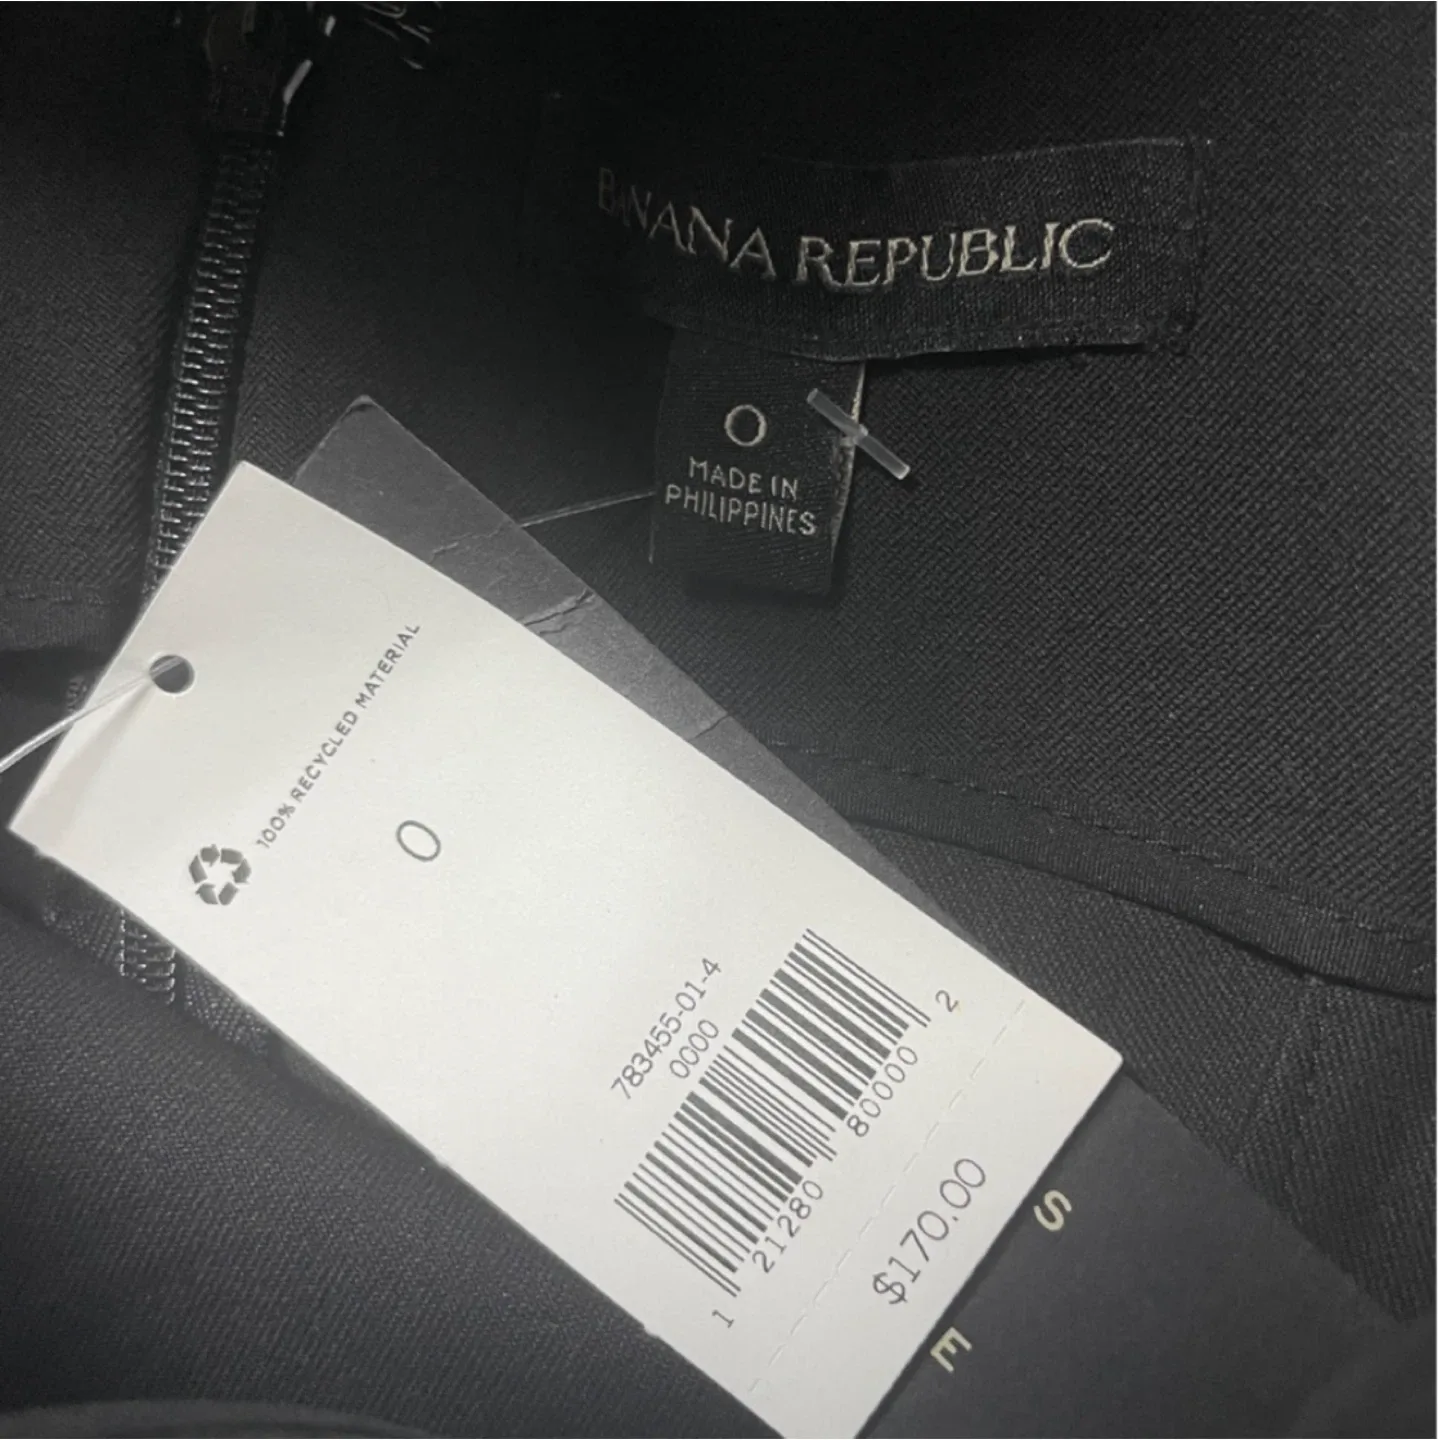 BANANA REPUBLIC
O
MADE IN
PHILIPPINES
100% RECYCLED MATERIAL
0
783455-01-4
0000
1 21280 80000 2
$170.00
S
E